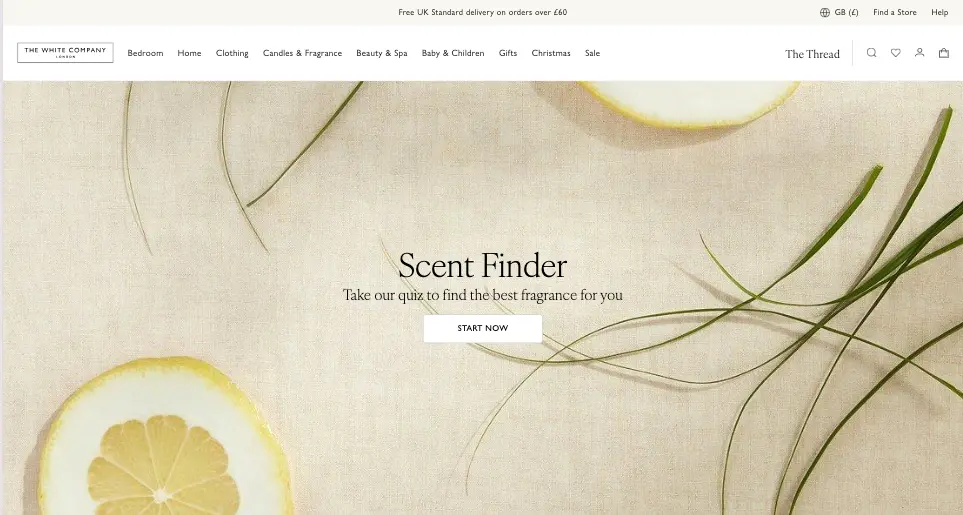 Free UK Standard delivery on orders over £60
GB (£) Find a Store Help
THE WHITE COMPANY
LONDON
Bedroom Home Clothing Candles & Fragrance Beauty & Spa Baby & Children Gifts Christmas Sale
The Thread
Scent Finder
Take our quiz to find the best fragrance for you
START NOW